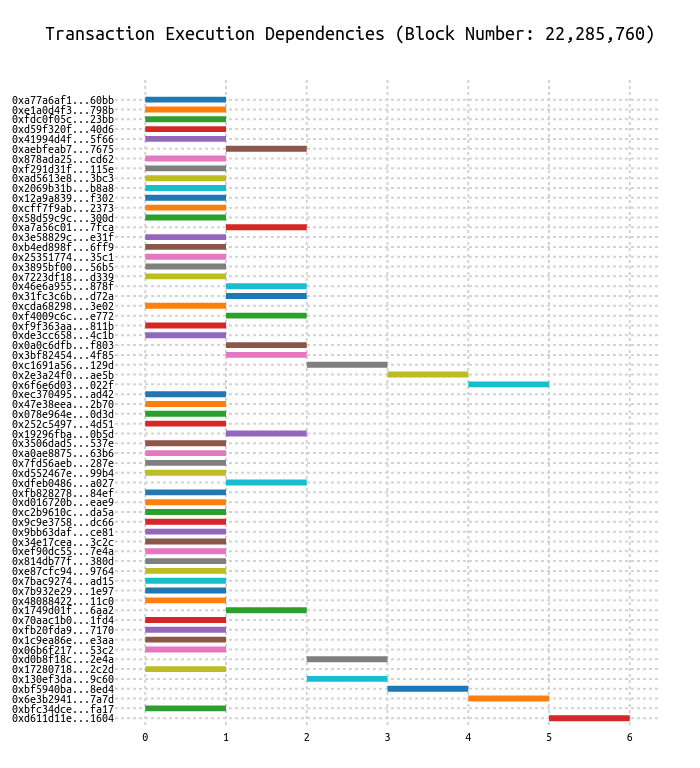 Transaction Execution Dependencies (Block Number: 22,285,760)
0xa77a6af1...60bb
0xe1a0d4f3...798b
0xfdc0f05c...23bb
0xd59f320f...40d6
0x41994d4f...5f66
0xaebfeab7...7675
0x878ada25...cd62
0xf291d31f...115e
0xad5613e8...3bc3
0x2069b31b...b8a8
0x12a9a839...f302
0xcff7f9ab...2373
0x58d59c9c...300d
0xa7a56c01...7fca
0x3e58829c...e31f
0xb4ed898f...6ff9
0x25351774...35c1
0x3895bf00...56b5
0x7223df18...d339
0x46e6a955...878f
0x31fc3c6b...d72a
0xcda68298...3e02
0xf4009c6c...e772
0xf9f363aa...811b
0xde3cc658...4c1b
0x0a0c6dfb...f803
0x3bf82454...4f85
0xc1691a56...129d
0x2e3a24f0...ae5b
0x6f6e6d03...022f
0xec370495...ad42
0x47e38eea...2b70
0x078e964e...0d3d
0x252c5497...4d51
0x19296fba...0b5d
0x3506dad5...537e
0xa0ae8875...63b6
0x7fd56aeb...287e
0xd552467e...99b4
0xdfeb0486...a027
0xfb828278...84ef
0xd016720b...eae9
0xc2b9610c...da5a
0x9c9e3758...dc66
0x9bb63daf...ce81
0x34e17cea...3c2c
0xef90dc55...7e4a
0x814db77f...380d
0xe87cfc94...9764
0x7bac9274...ad15
0x7b932e29...1e97
0x48088422...11c0
0x1749d01f...6aa2
0x70aac1b0...1fd4
0xfb20fda9...7170
0x1c9ea86e...e3aa
0x06b6f217...53c2
0xd0b8f18c...2e4a
0x17280718...2c2d
0x130ef3da...9c60
0xbf5940ba...8ed4
0x6e3b2941...7a7d
0xbfc34dce...fa17
0xd611d11e...1604
0 1 2 3 4 5 6